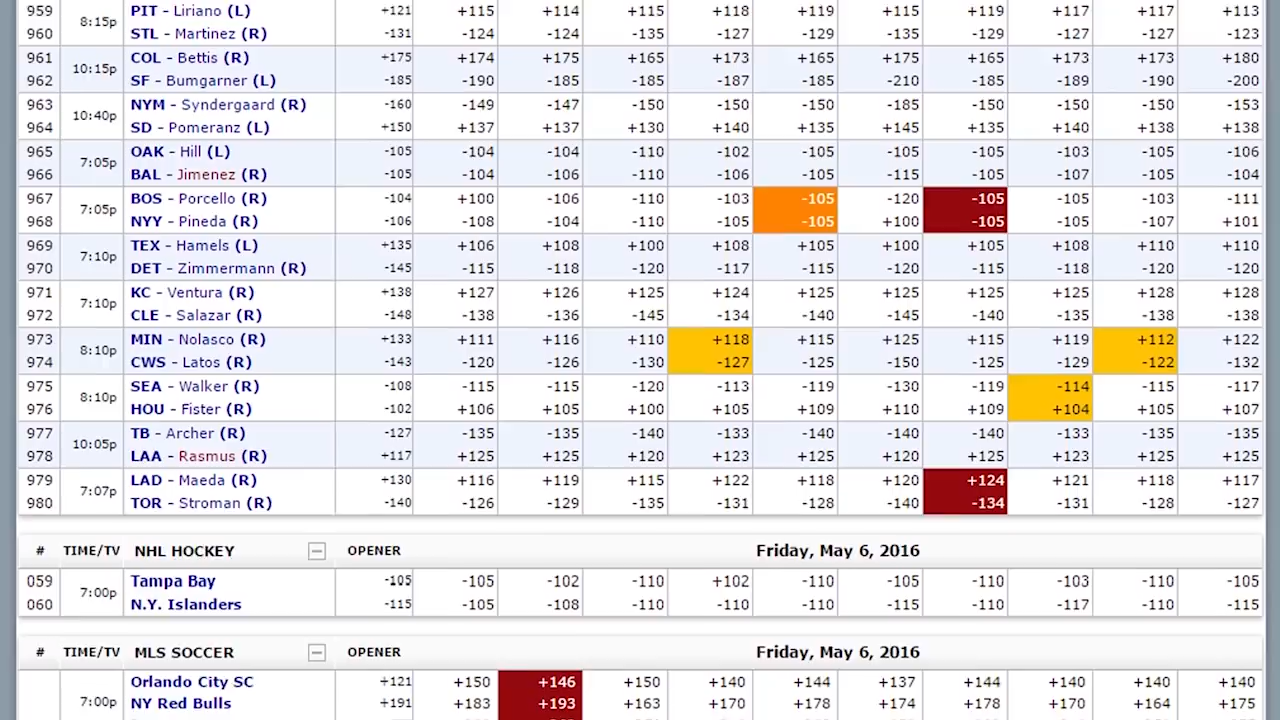 959 PIT – Liriano (L) +121 +115 +114 +115 +118 +119 +115 +119 +117 +117 +113
8:15p
960 STL – Martinez (R) -131 -124 -124 -135 -127 -129 -135 -129 -127 -127 -123
961 COL – Bettis (R) +175 +174 +175 +165 +173 +165 +175 +165 +173 +173 +180
10:15p
962 SF – Bumgarner (L) -185 -190 -185 -185 -187 -185 -210 -185 -189 -190 -200
963 NYM – Syndergaard (R) -160 -149 -147 -150 -150 -150 -185 -150 -150 -150 -153
10:40p
964 SD – Pomeranz (L) +150 +137 +137 +130 +140 +135 +145 +135 +140 +138 +138
965 OAK – Hill (L) -105 -104 -104 -110 -102 -105 -105 -105 -103 -105 -106
7:05p
966 BAL – Jimenez (R) -105 -104 -106 -110 -106 -105 -115 -105 -107 -105 -104
967 BOS – Porcello (R) -104 +100 -106 -110 -103 -105 -120 -105 -103 -103 -111
7:05p
968 NYY – Pineda (R) -106 -108 -104 -110 -105 -105 +100 -105 -105 -107 +101
969 TEX – Hamels (L) +135 +106 +108 +100 +108 +105 +100 +105 +108 +110 +110
7:10p
970 DET – Zimmermann (R) -145 -115 -118 -120 -117 -115 -120 -115 -118 -120 -120
971 KC – Ventura (R) +138 +127 +126 +125 +124 +125 +125 +125 +125 +128 +128
7:10p
972 CLE – Salazar (R) -148 -138 -136 -145 -134 -140 -145 -140 -135 -138 -138
973 MIN – Nolasco (R) +133 +111 +116 +110 +118 +115 +125 +115 +119 +112 +122
8:10p
974 CWS – Latos (R) -143 -120 -126 -130 -127 -125 -150 -125 -129 -122 -132
975 SEA – Walker (R) -108 -115 -115 -120 -113 -119 -130 -119 -114 -115 -117
8:10p
976 HOU – Fister (R) -102 +106 +105 +100 +105 +109 +110 +109 +104 +105 +107
977 TB – Archer (R) -127 -135 -135 -140 -133 -140 -140 -140 -133 -135 -135
10:05p
978 LAA – Rasmus (R) +117 +125 +125 +120 +123 +125 +120 +125 +123 +125 +125
979 LAD – Maeda (R) +130 +116 +119 +115 +122 +118 +120 +124 +121 +118 +117
7:07p
980 TOR – Stroman (R) -140 -126 -129 -135 -131 -128 -140 -134 -131 -128 -127
# TIME/TV NHL HOCKEY OPENER Friday, May 6, 2016
059 Tampa Bay -105 -105 -102 -110 +102 -110 -105 -110 -103 -110 -105
7:00p
060 N.Y. Islanders -115 -105 -108 -110 -110 -110 -115 -110 -117 -110 -115
# TIME/TV MLS SOCCER OPENER Friday, May 6, 2016
Orlando City SC +121 +150 +146 +150 +140 +144 +137 +144 +140 +140 +140
7:00p
NY Red Bulls +191 +183 +193 +163 +170 +178 +174 +178 +170 +164 +175